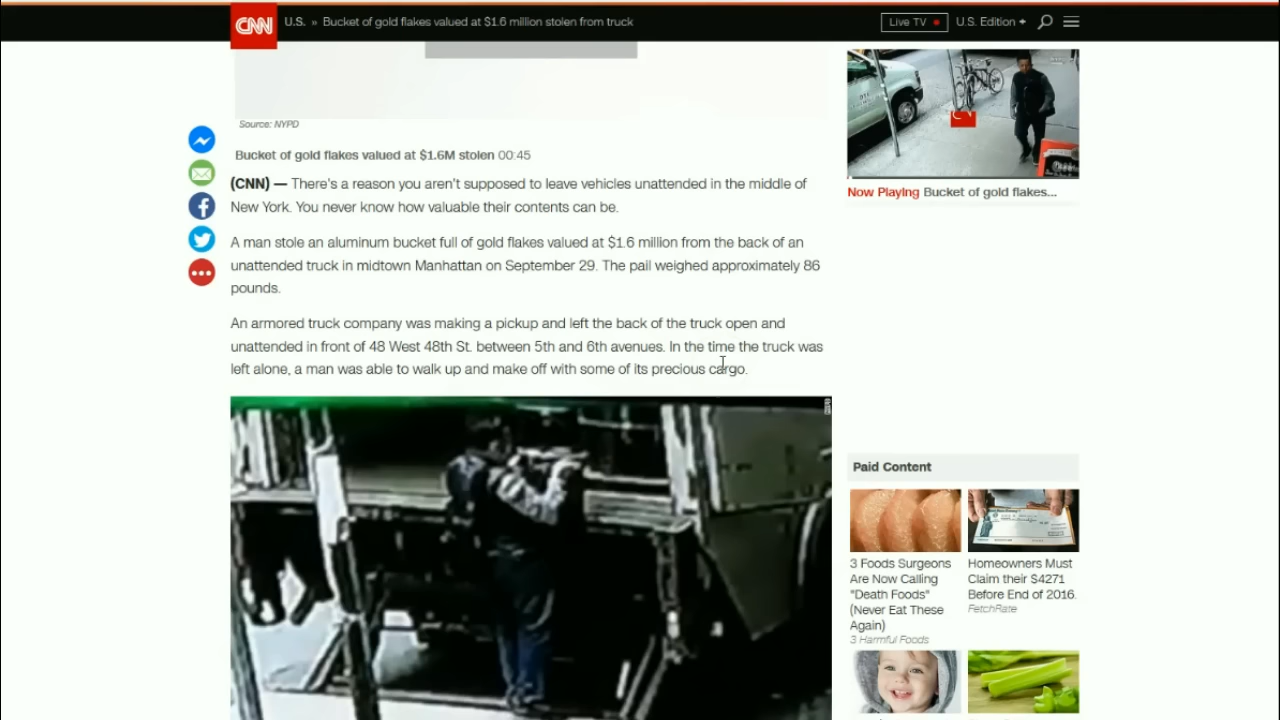 CNN
U.S. » Bucket of gold flakes valued at $1.6 million stolen from truck
Live TV
U.S. Edition +
Source: NYPD
Bucket of gold flakes valued at $1.6M stolen 00:45
(CNN) — There's a reason you aren't supposed to leave vehicles unattended in the middle of
New York. You never know how valuable their contents can be.
A man stole an aluminum bucket full of gold flakes valued at $1.6 million from the back of an
unattended truck in midtown Manhattan on September 29. The pail weighed approximately 86
pounds.
An armored truck company was making a pickup and left the back of the truck open and
unattended in front of 48 West 48th St. between 5th and 6th avenues. In the time the truck was
left alone, a man was able to walk up and make off with some of its precious cargo.
NYPD
Now Playing Bucket of gold flakes...
Paid Content
3 Foods Surgeons
Are Now Calling
"Death Foods"
(Never Eat These
Again)
3 Harmful Foods
Homeowners Must
Claim their $4271
Before End of 2016.
FetchRate